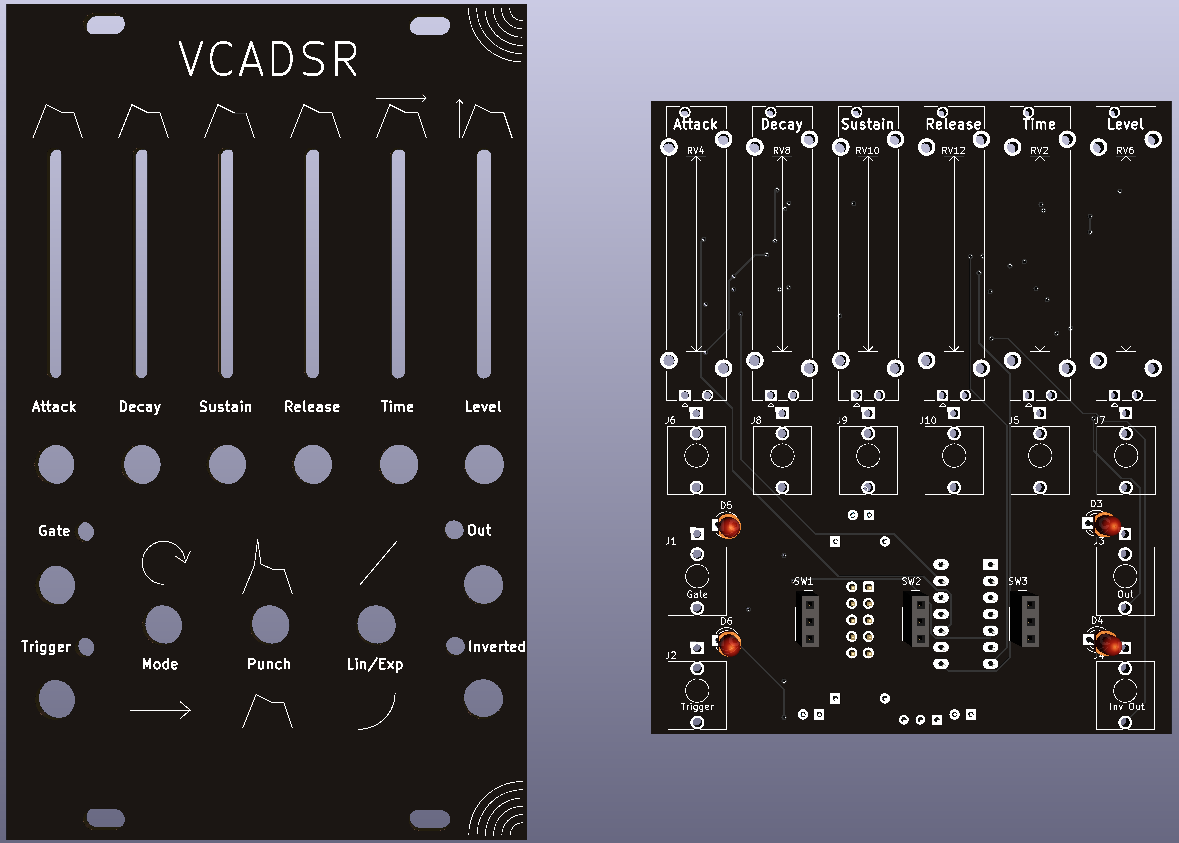 VCADSR
Attack Decay Sustain Release Time Level
Gate Out
Trigger Inverted
Mode Punch Lin/Exp
Attack Decay Sustain Release Time Level
RV4 RV8 RV10 RV12 RV2 RV6
J6 J8 J9 J10 J5 J7
D5 D3
J1
SW1 SW2 SW3
Gate Out
D6 D4
J2
Trigger Inv Out